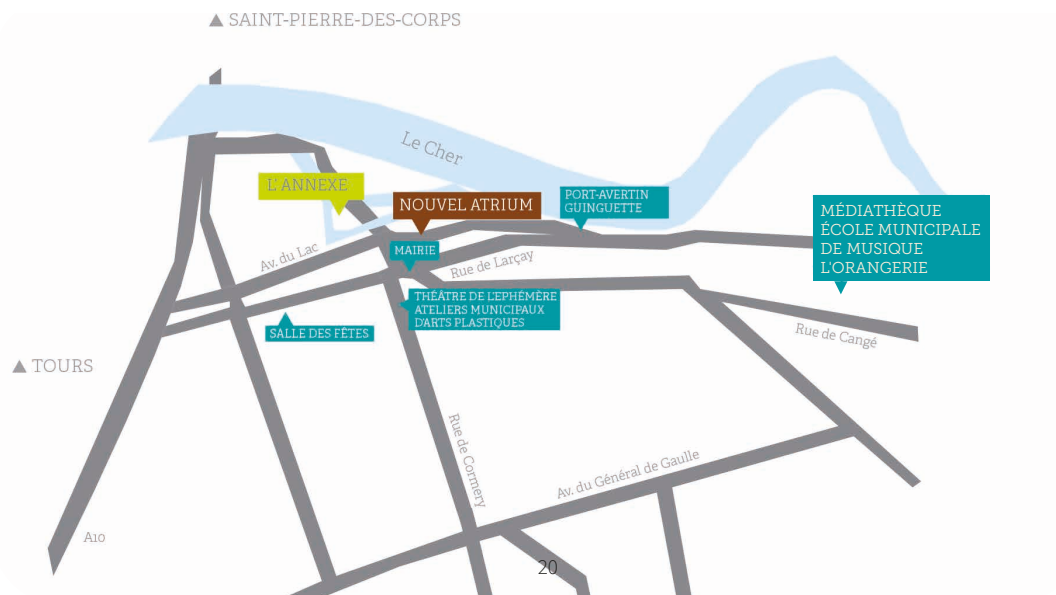 ▲ SAINT-PIERRE-DES-CORPS
Le Cher
L' ANNEXE
NOUVEL ATRIUM
PORT-AVERTIN
GUINGUETTE
MÉDIATHÈQUE
ÉCOLE MUNICIPALE
DE MUSIQUE
L'ORANGERIE
Av. du Lac
MAIRIE
Rue de Larçay
THÉÂTRE DE L'EPHÉMÈRE
ATELIERS MUNICIPAUX
D'ARTS PLASTIQUES
SALLE DES FÊTES
Rue de Cangé
▲ TOURS
Rue de Cormery
Av. du Général de Gaulle
A10
20